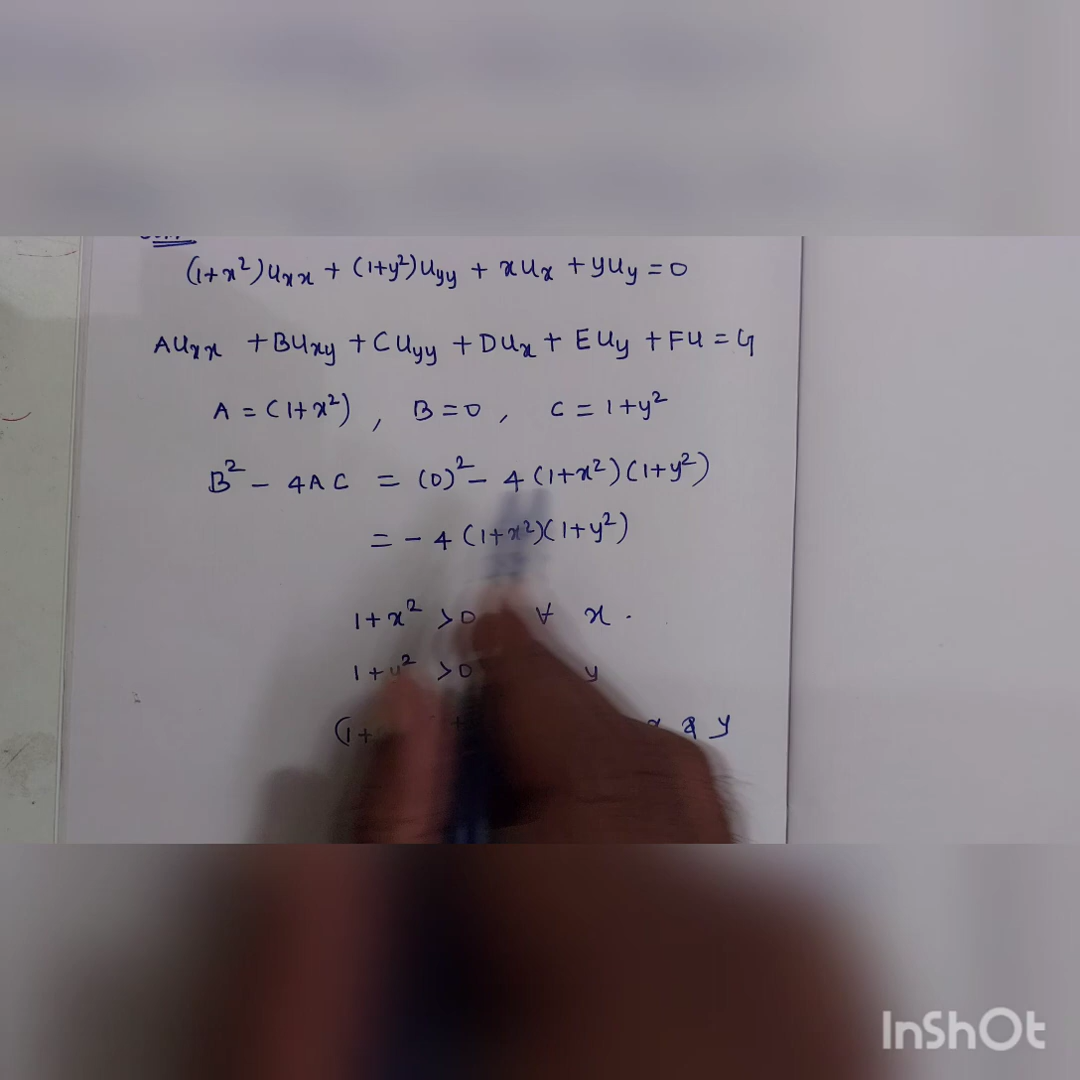 (1+x²)Uxx + (1+y²)Uyy + xUx + yUy = 0
AUxx + BUxy + CUyy + DUx + EUy + FU = G
A = (1+x²) , B = 0 , C = 1+y²
B² - 4AC = (0)² - 4(1+x²)(1+y²)
= -4(1+x²)(1+y²)
1+x² > 0 ∀ x.
1+y² > 0 y
(1+ & y
InShOt